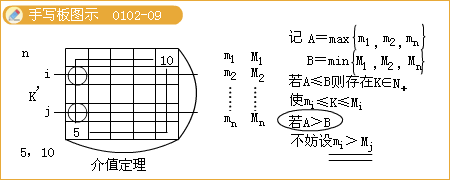 手写板图示 0102-09
n
i
K'
j
5, 10
10
5
介值定理
m₁ M₁
m₂ M₂
⋮ ⋮
mₙ Mₙ
记 A=max{m₁, m₂, mₙ}
B=min{M₁, M₂, Mₙ}
若A≤B则存在K∈N₊
使mᵢ≤K≤Mᵢ
若A>B
不妨设mᵢ>Mⱼ